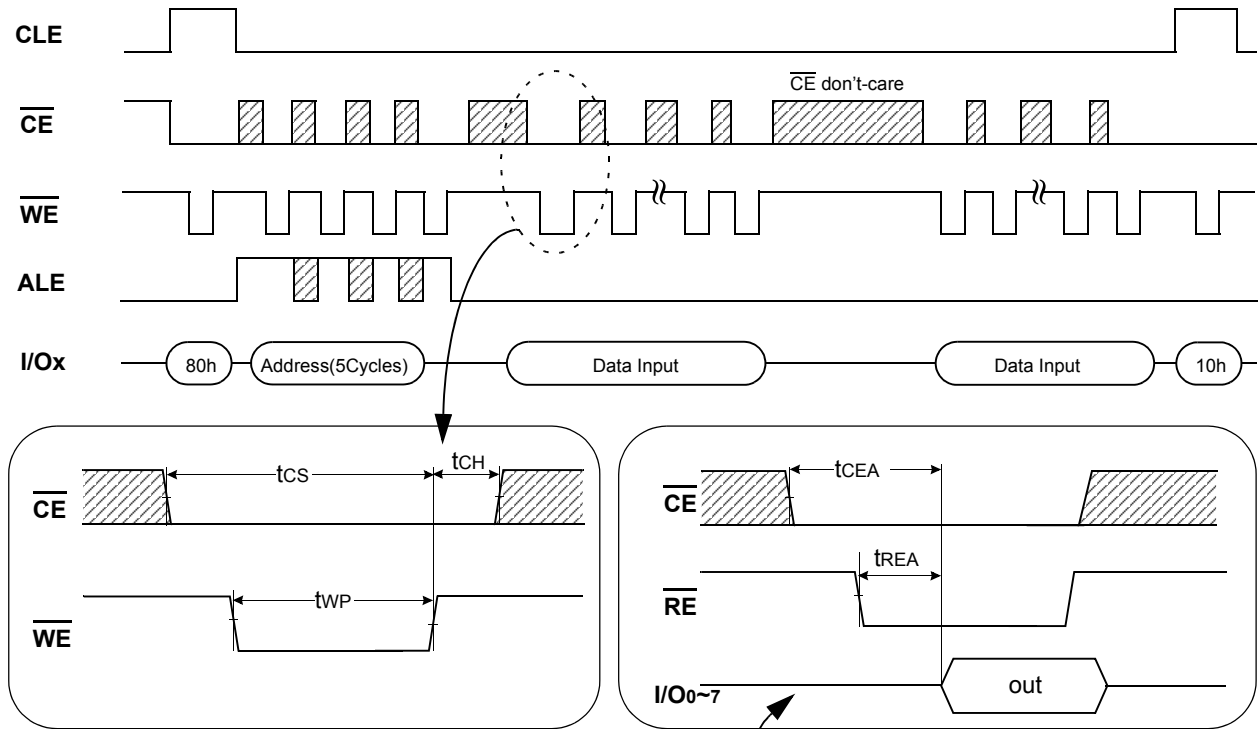 CLE
CE don't-care
CE
WE
ALE
I/Ox
80h
Address(5Cycles)
Data Input
Data Input
10h
tCS
tCH
CE
tWP
WE
tCEA
CE
tREA
RE
I/O0~7
out